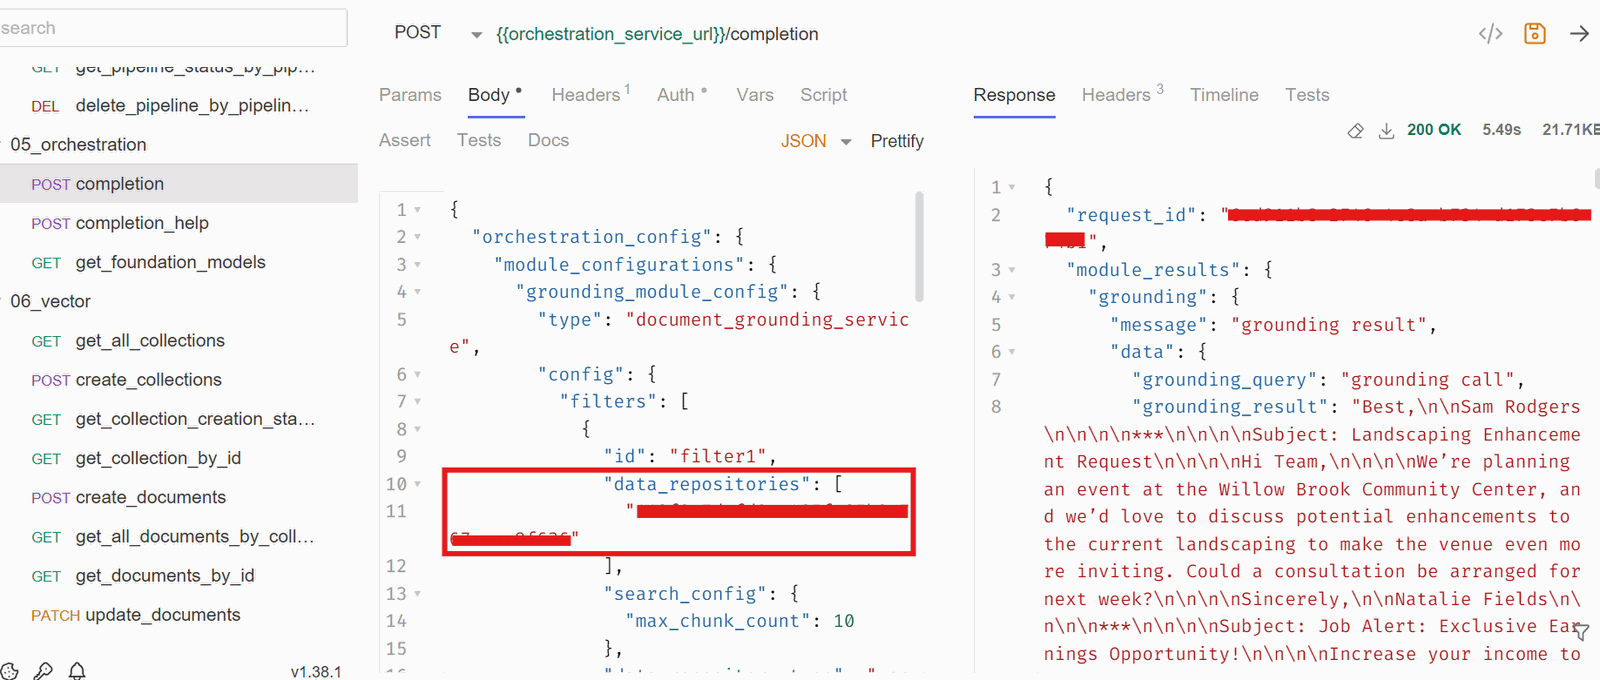 search
GET get_pipeline_status_by_pip...
DEL delete_pipeline_by_pipelin...
05_orchestration
POST completion
POST completion_help
GET get_foundation_models
06_vector
GET get_all_collections
POST create_collections
GET get_collection_creation_sta...
GET get_collection_by_id
POST create_documents
GET get_all_documents_by_coll...
GET get_documents_by_id
PATCH update_documents
v1.38.1
POST {{orchestration_service_url}}/completion
</>
Params Body Headers 1 Auth Vars Script
Assert Tests Docs JSON Prettify
1 {
2 "orchestration_config": {
3 "module_configurations": {
4 "grounding_module_config": {
5 "type": "document_grounding_servic
e",
6 "config": {
7 "filters": [
8 {
9 "id": "filter1",
10 "data_repositories": [
11 "
"
12 ],
13 "search_config": {
14 "max_chunk_count": 10
15 },
Response Headers 3 Timeline Tests
200 OK 5.49s 21.71KB
1 {
2 "request_id": "
",
3 "module_results": {
4 "grounding": {
5 "message": "grounding result",
6 "data": {
7 "grounding_query": "grounding call",
8 "grounding_result": "Best,\n\nSam Rodgers
\n\n\n\n***\n\n\n\nSubject: Landscaping Enhanceme
nt Request\n\n\n\nHi Team,\n\n\n\nWe’re planning
an event at the Willow Brook Community Center, an
d we’d love to discuss potential enhancements to
the current landscaping to make the venue even mo
re inviting. Could a consultation be arranged for
next week?\n\n\n\nSincerely,\n\nNatalie Fields\n\
n\n\n***\n\n\n\nSubject: Job Alert: Exclusive Ear
nings Opportunity!\n\n\n\nIncrease your income to